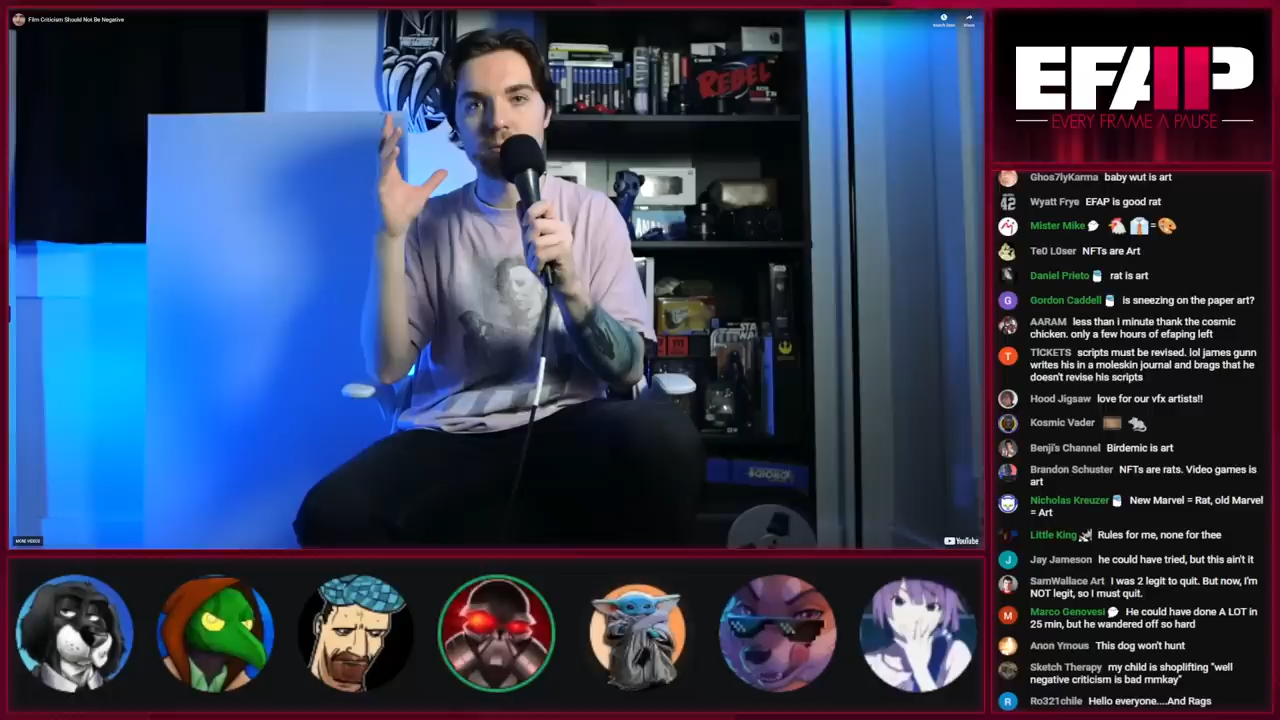 Film Criticism Should Not Be Negative
Watch later
Share
REBEL
Canon
STAR
WARS
MORE VIDEOS
YouTube
EFAP
EVERY FRAME A PAUSE
Ghos7lyKarma baby wut is art
Wyatt Frye EFAP is good rat
Mister Mike =
Te0 L0ser NFTs are Art
Daniel Prieto rat is art
Gordon Caddell is sneezing on the paper art?
AARAM less than i minute thank the cosmic
chicken. only a few hours of efaping left
TICKETS scripts must be revised. lol james gunn
writes his in a moleskin journal and brags that he
doesn't revise his scripts
Hood Jigsaw love for our vfx artists!!
Kosmic Vader
Benji's Channel Birdemic is art
Brandon Schuster NFTs are rats. Video games is
art
Nicholas Kreuzer New Marvel = Rat, old Marvel
= Art
Little King Rules for me, none for thee
Jay Jameson he could have tried, but this ain't it
SamWallace Art I was 2 legit to quit. But now, I'm
NOT legit, so I must quit.
Marco Genovesi He could have done A LOT in
25 min, but he wandered off so hard
Anon Ymous This dog won't hunt
Sketch Therapy my child is shoplifting "well
negative criticism is bad mmkay"
Ro321chile Hello everyone....And Rags